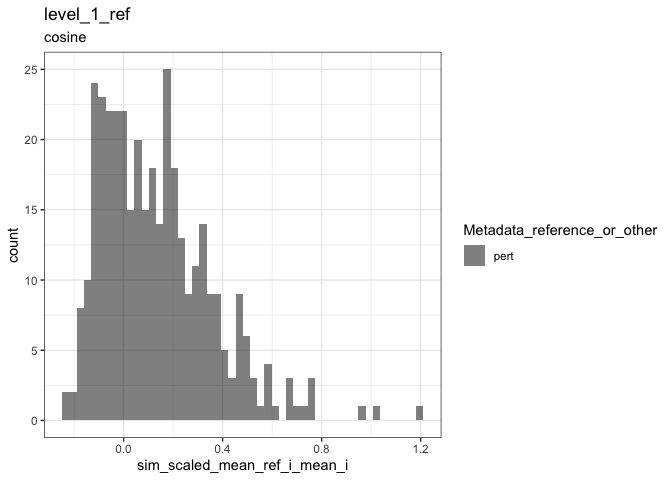 level_1_ref
cosine
25
20
15
10
5
0
count
0.0 0.4 0.8 1.2
sim_scaled_mean_ref_i_mean_i
Metadata_reference_or_other
pert